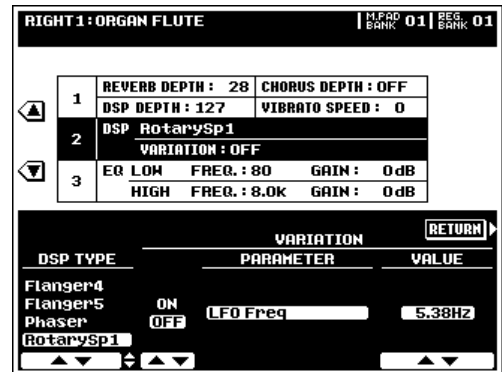 RIGHT1:ORGAN FLUTE M.PAD BANK 01 REG. BANK 01
1 REVERB DEPTH: 28 CHORUS DEPTH:OFF
DSP DEPTH:127 VIBRATO SPEED: 0
2 DSP RotarySp1
VARIATION:OFF
3 EQ LOW FREQ.:80 GAIN: 0dB
HIGH FREQ.:8.0K GAIN: 0dB
RETURN
VARIATION
DSP TYPE PARAMETER VALUE
Flanger4
Flanger5 ON
Phaser OFF LFO Freq 5.38Hz
RotarySp1